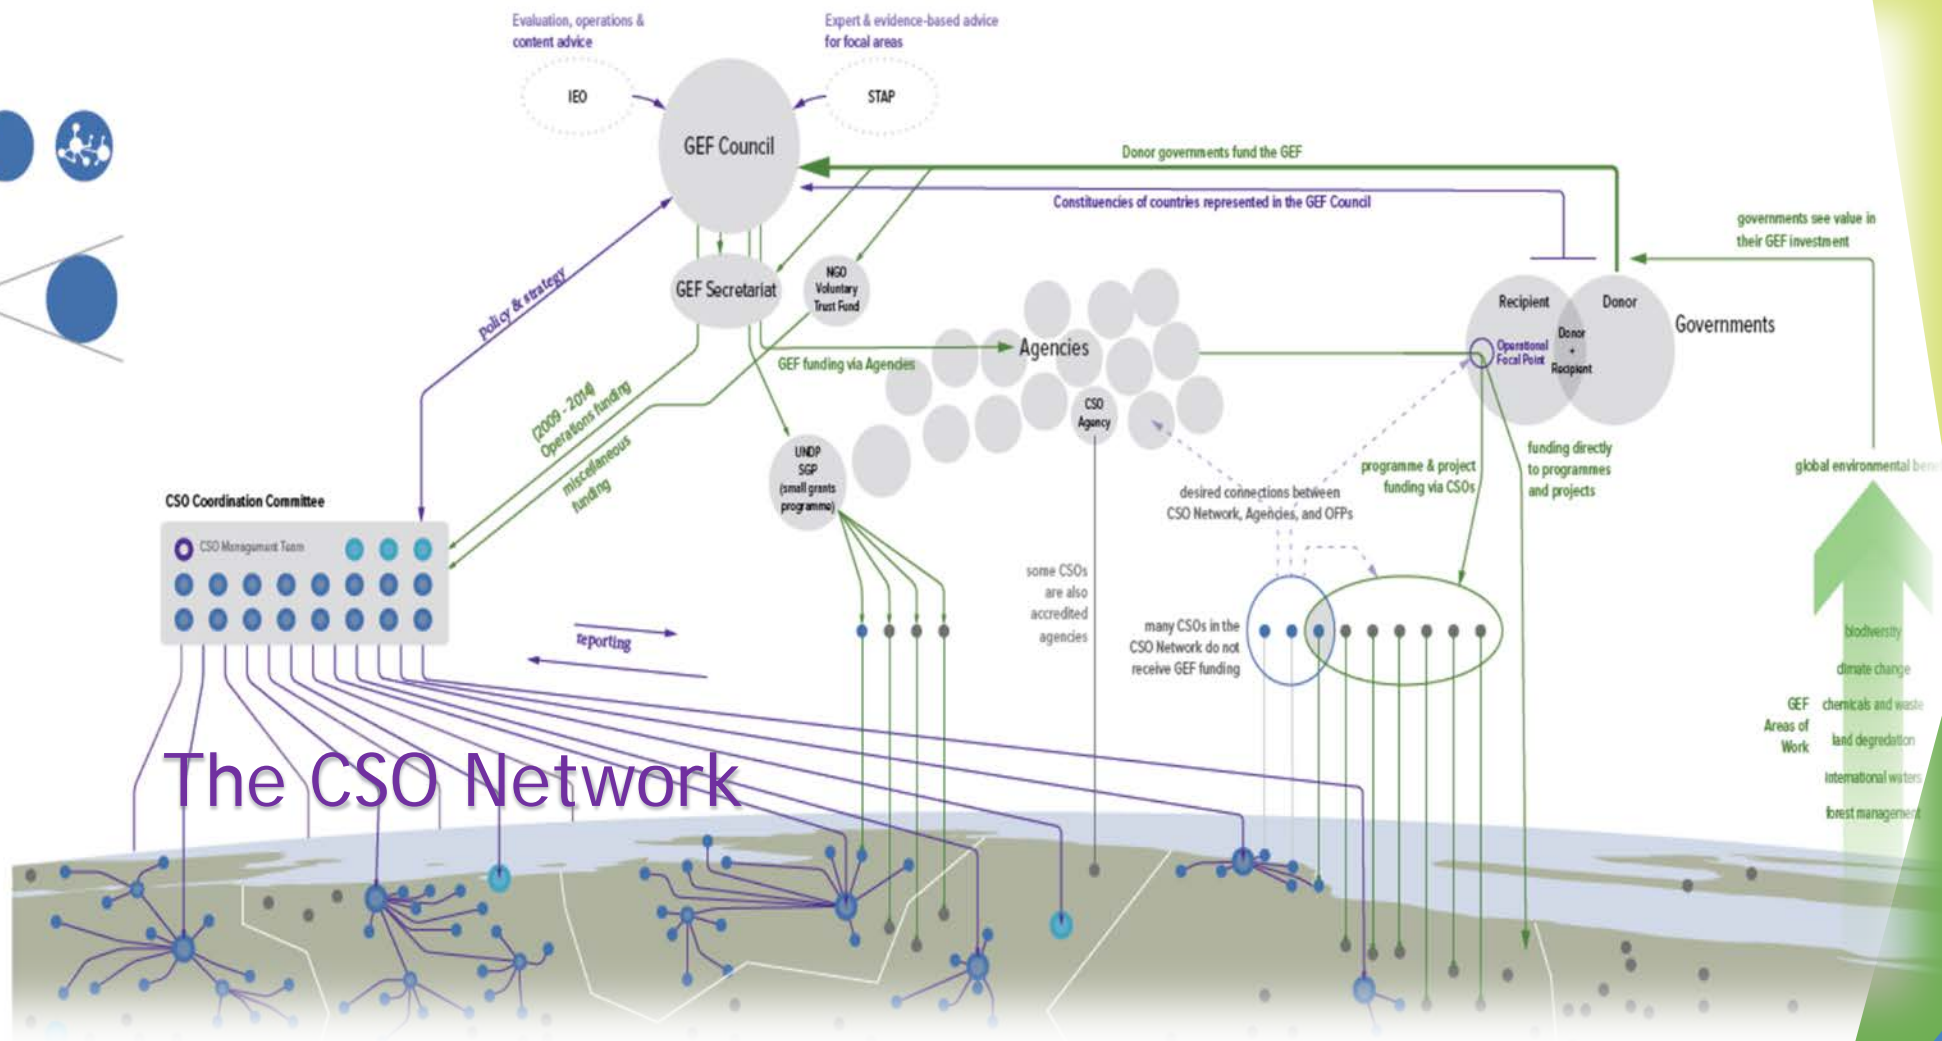 Evaluation, operations &
content advice
Expert & evidence-based advice
for focal areas
IEO
STAP
GEF Council
Donor governments fund the GEF
Constituencies of countries represented in the GEF Council
governments see value in
their GEF investment
policy & strategy
GEF Secretariat
NGO
Voluntary
Trust Fund
Recipient
Donor
Governments
Donor
+
Recipient
Operational
Focal Point
Agencies
GEF funding via Agencies
(2009 - 2014)
Operations funding
miscellaneous
funding
CSO
Agency
UNDP
SGP
(small grants
programme)
programme & project
funding via CSOs
funding directly
to programmes
and projects
global environmental
desired connections between
CSO Network, Agencies, and OFPs
CSO Coordination Committee
CSO Management Team
some CSOs
are also
accredited
agencies
many CSOs in the
CSO Network do not
receive GEF funding
reporting
biodiversity
climate change
GEF
Areas of
Work
chemicals and waste
land degredation
international waters
forest management
The CSO Network